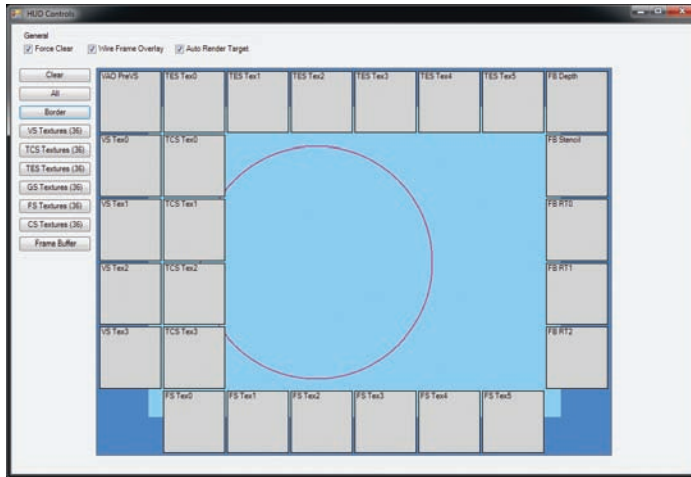 HUD Controls
General
Force Clear Wire Frame Overlay Auto Render Target
Clear
All
Border
VS Textures (36)
TCS Textures (36)
TES Textures (36)
GS Textures (36)
FS Textures (36)
CS Textures (36)
Frame Buffer
VAO PreVS TES Tex0 TES Tex1 TES Tex2 TES Tex3 TES Tex4 TES Tex5 FB Depth
VS Tex0 TCS Tex0 FB Stencil
VS Tex1 TCS Tex1 FB RT0
VS Tex2 TCS Tex2 FB RT1
VS Tex3 TCS Tex3 FB RT2
FS Tex0 FS Tex1 FS Tex2 FS Tex3 FS Tex4 FS Tex5